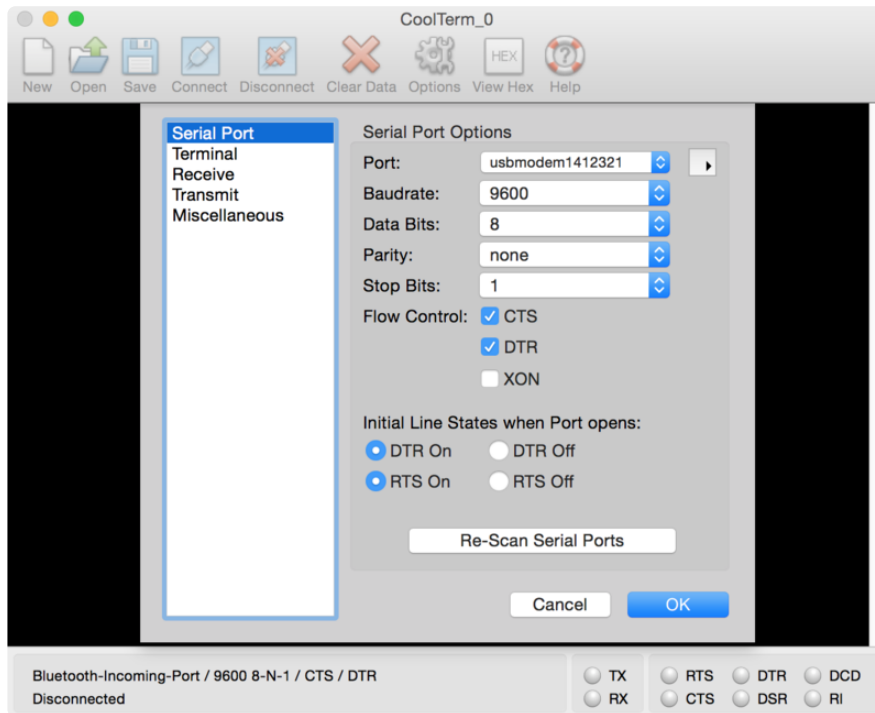 CoolTerm_0
New Open Save Connect Disconnect Clear Data Options View Hex Help
HEX
Serial Port
Terminal
Receive
Transmit
Miscellaneous
Serial Port Options
Port: usbmodem1412321
Baudrate: 9600
Data Bits: 8
Parity: none
Stop Bits: 1
Flow Control: CTS
DTR
XON
Initial Line States when Port opens:
DTR On DTR Off
RTS On RTS Off
Re-Scan Serial Ports
Cancel OK
Bluetooth-Incoming-Port / 9600 8-N-1 / CTS / DTR
Disconnected
TX RTS DTR DCD
RX CTS DSR RI